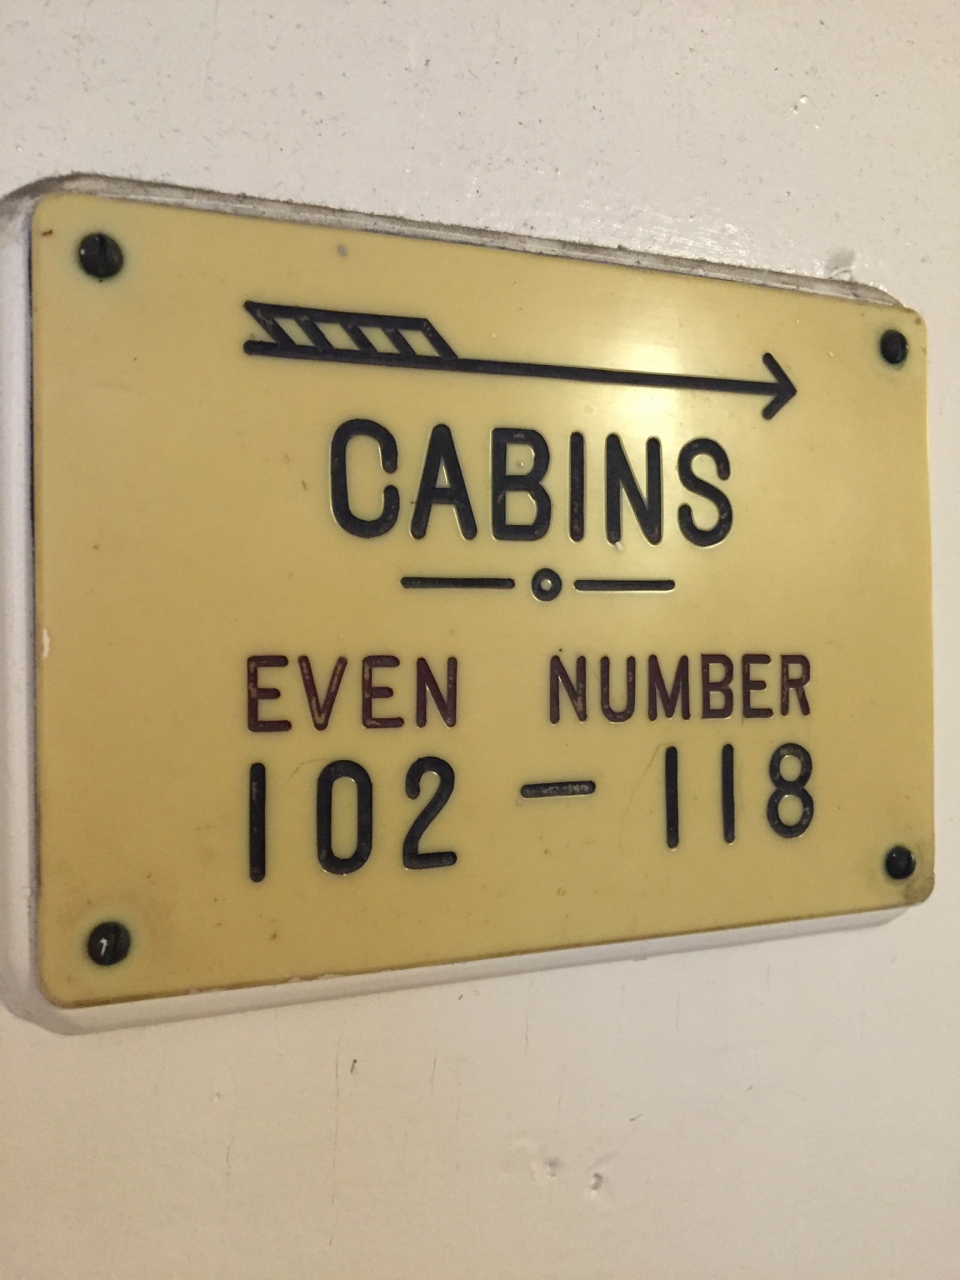 CABINS
EVEN NUMBER
102 – 118